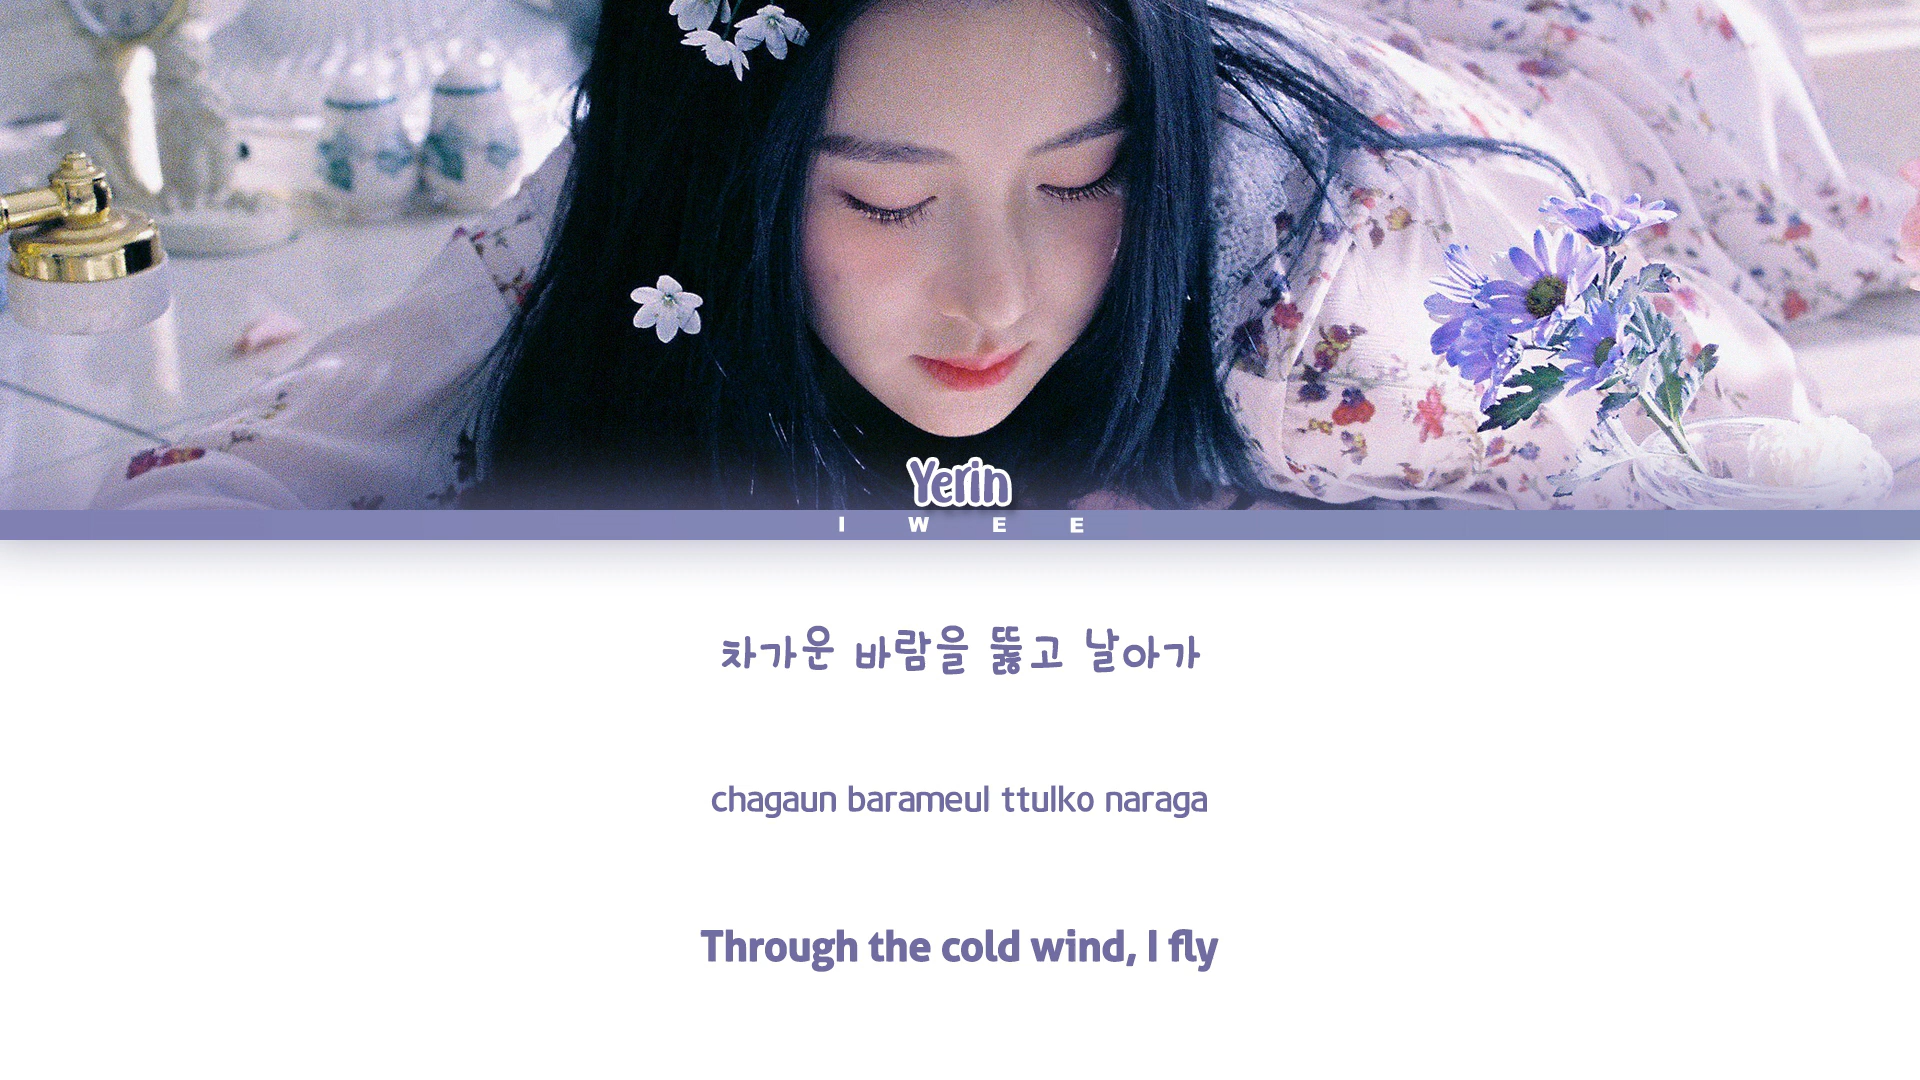 Yerin
I W E E
차가운 바람을 뚫고 날아가
chagaun barameul ttulko naraga
Through the cold wind, I fly